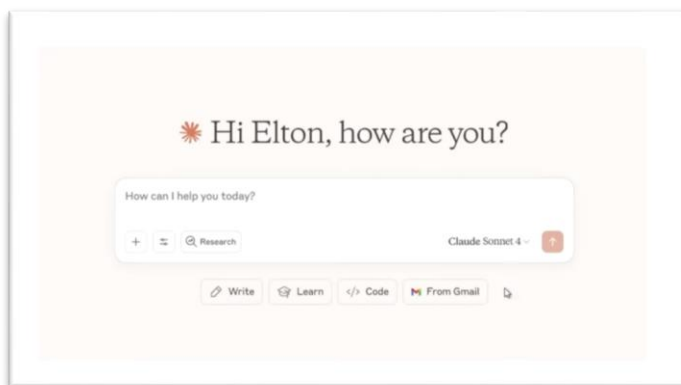 Hi Elton, how are you?
How can I help you today?
Research Claude Sonnet 4
Write Learn Code From Gmail